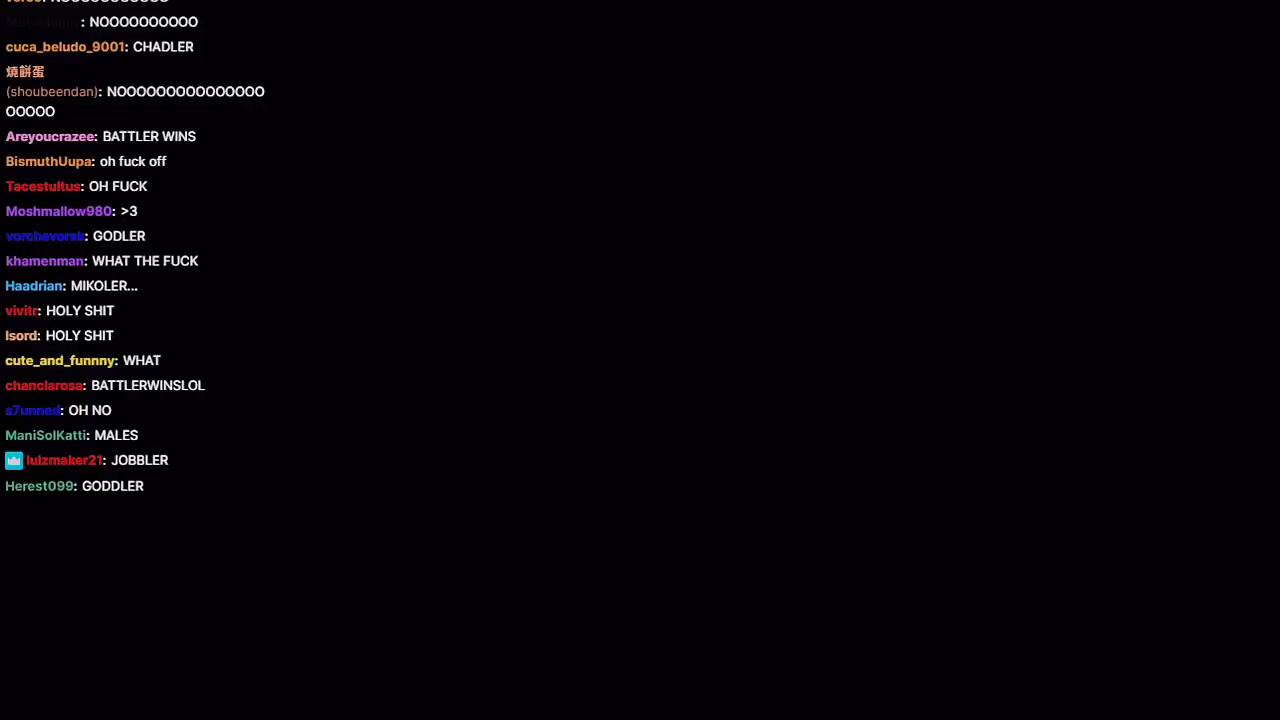 : NOOOOOOOOOO
cuca_beludo_9001: CHADLER
燒餅蛋
(shoubeendan): NOOOOOOOOOOOOOOO
OOOOO
Areyoucrazee: BATTLER WINS
BismuthUupa: oh fuck off
Tacestultus: OH FUCK
Moshmallow980: >3
vorchavorsk: GODLER
khamenman: WHAT THE FUCK
Haadrian: MIKOLER...
vivitr: HOLY SHIT
lsord: HOLY SHIT
cute_and_funnny: WHAT
chanclarosa: BATTLERWINSLOL
s7unned: OH NO
ManiSolKatti: MALES
lulzmaker21: JOBBLER
Herest099: GODDLER